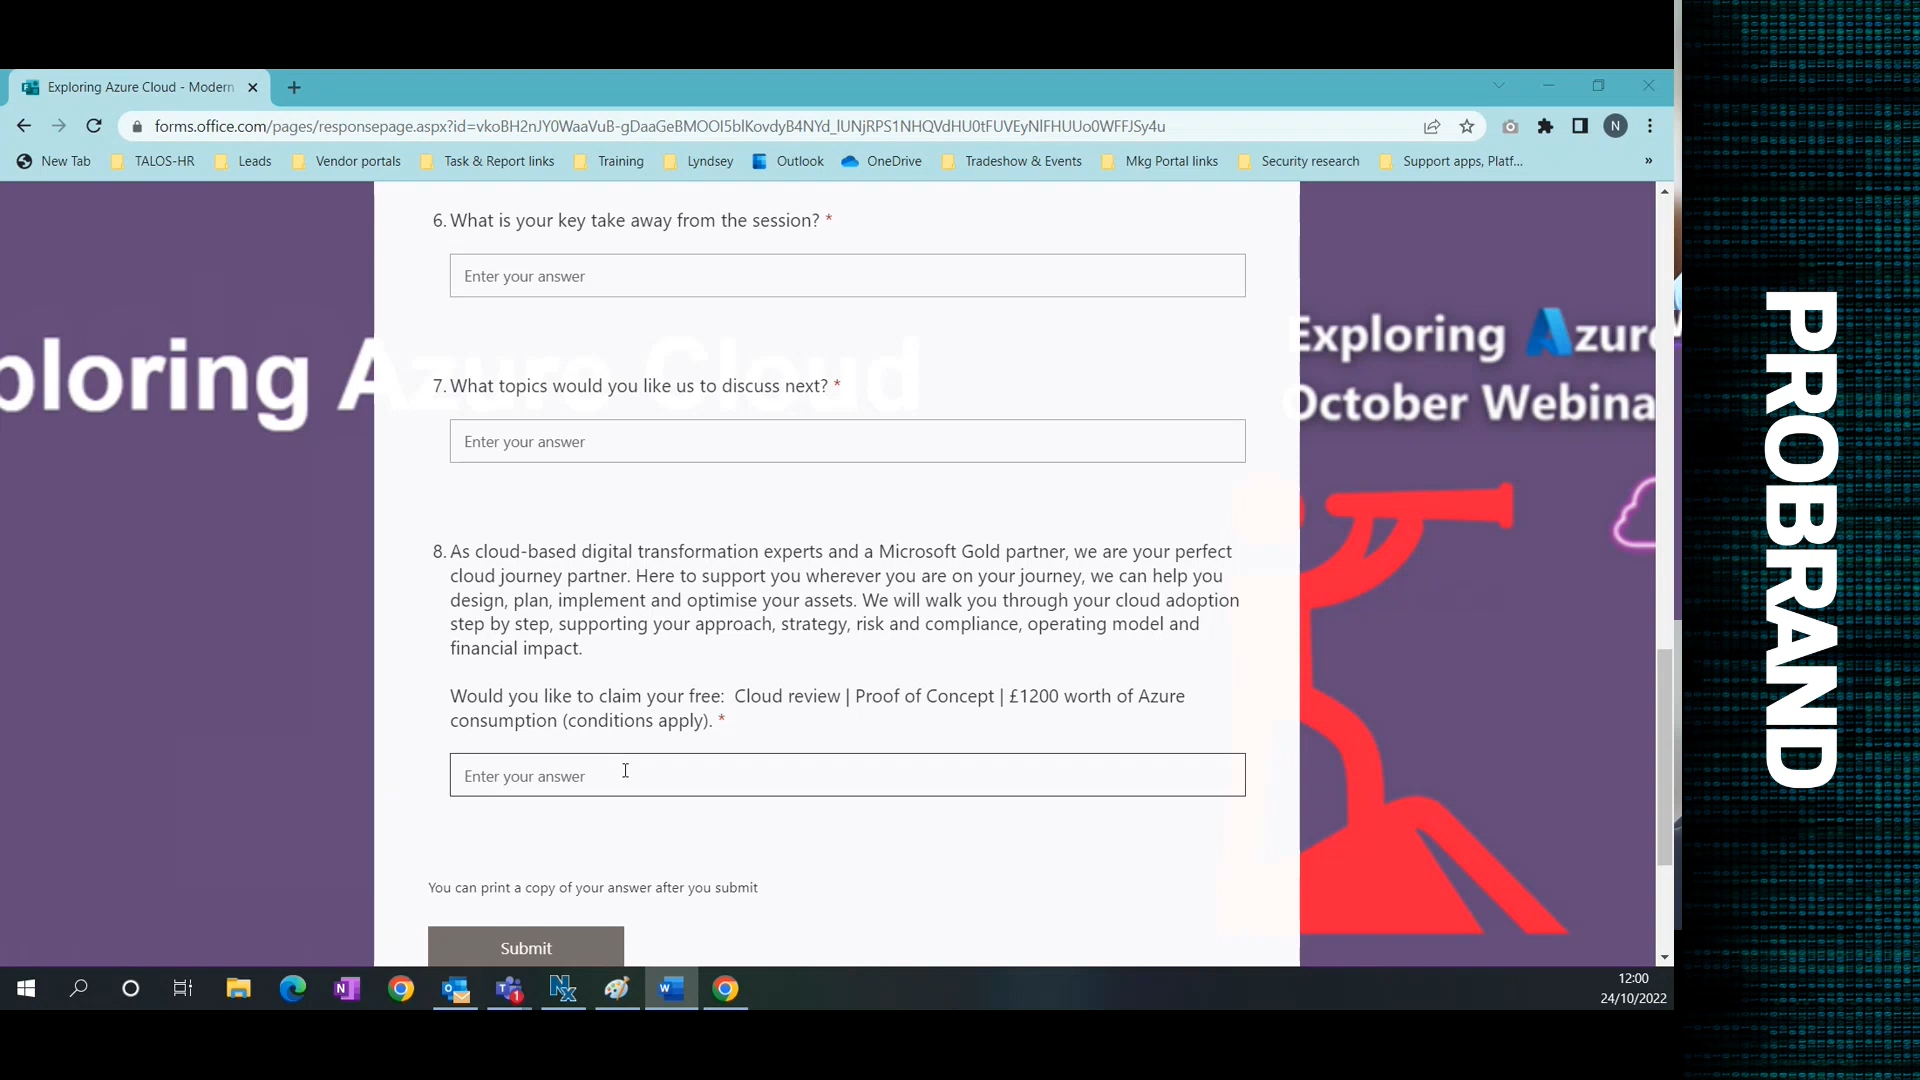 Exploring Azure Cloud - Modern
forms.office.com/pages/responsepage.aspx?id=vkoBH2nJY0WaaVuB-gDaaGeBMOOI5blKovdyB4NYd_lUNjRPS1NHQVdHU0tFUVEyNlFHUUo0WFFJSy4u
N
New Tab TALOS-HR Leads Vendor portals Task & Report links Training Lyndsey Outlook OneDrive Tradeshow & Events Mkg Portal links Security research Support apps, Platf... »
6. What is your key take away from the session? *
Enter your answer
ploring Azure Cloud
Exploring Azure
October Webina
7. What topics would you like us to discuss next? *
Enter your answer
8. As cloud-based digital transformation experts and a Microsoft Gold partner, we are your perfect
cloud journey partner. Here to support you wherever you are on your journey, we can help you
design, plan, implement and optimise your assets. We will walk you through your cloud adoption
step by step, supporting your approach, strategy, risk and compliance, operating model and
financial impact.
Would you like to claim your free: Cloud review | Proof of Concept | £1200 worth of Azure
consumption (conditions apply). *
Enter your answer
You can print a copy of your answer after you submit
Submit
12:00
24/10/2022
PROBRAND